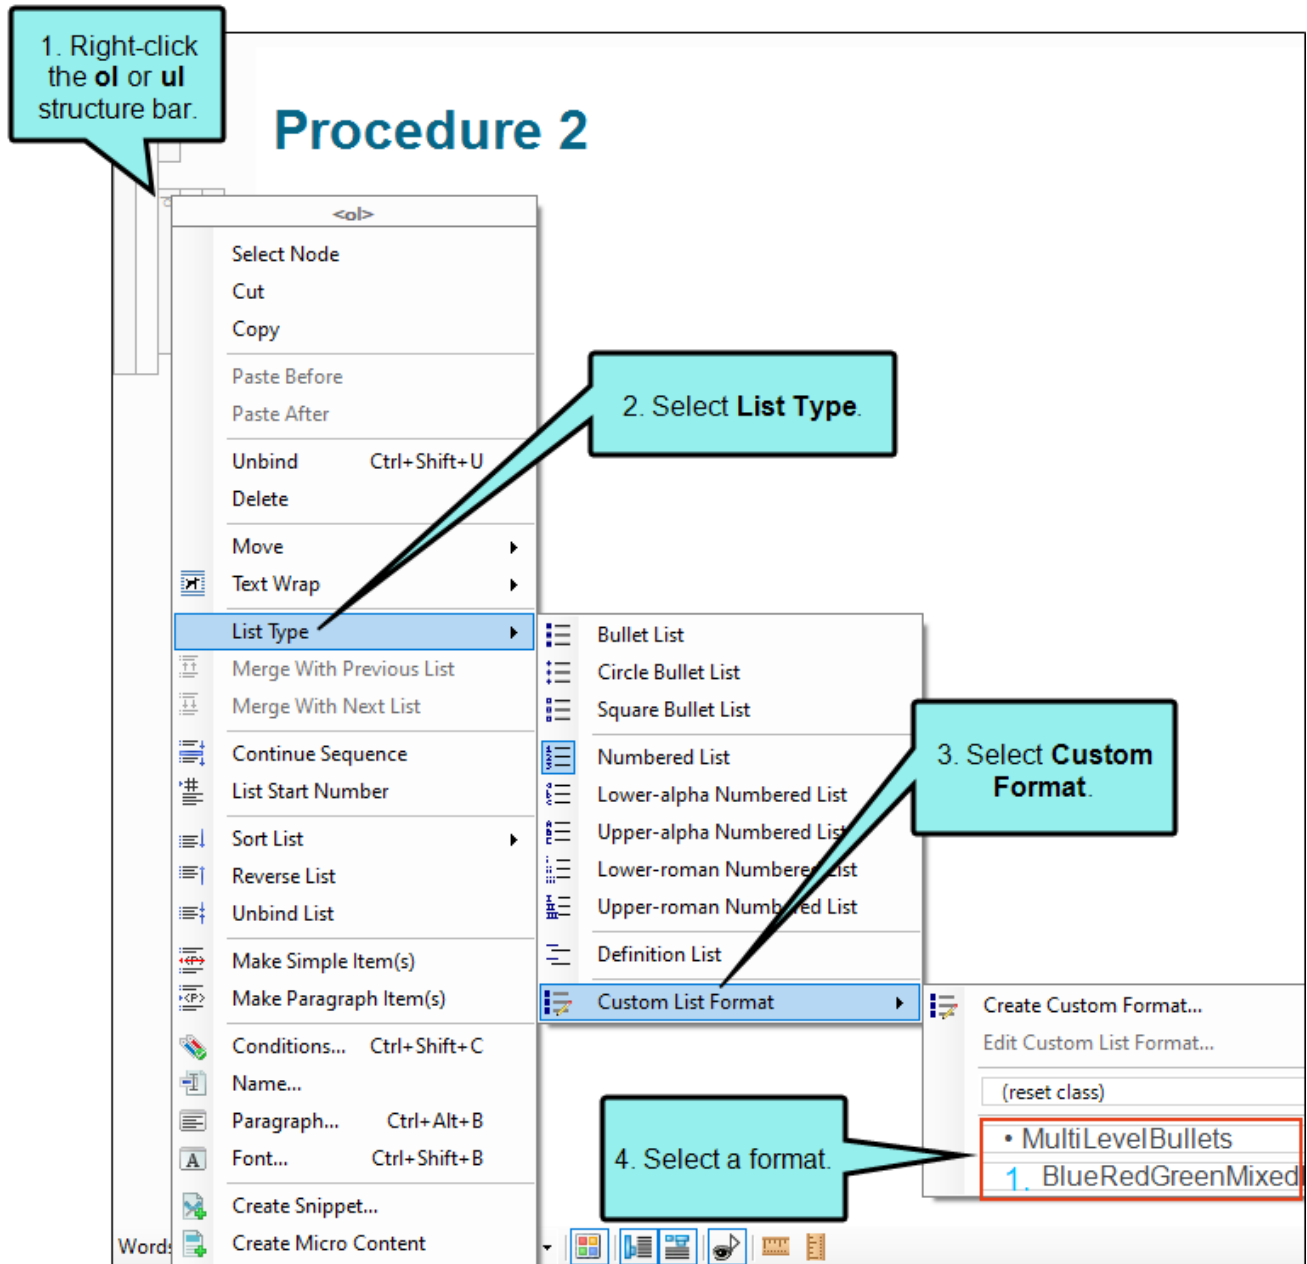 1. Right-click
the ol or ul
structure bar.
Procedure 2
<ol>
Select Node
Cut
Copy
Paste Before
Paste After
Unbind Ctrl+Shift+U
Delete
Move
Text Wrap
List Type
Merge With Previous List
Merge With Next List
Continue Sequence
List Start Number
Sort List
Reverse List
Unbind List
Make Simple Item(s)
Make Paragraph Item(s)
Conditions... Ctrl+Shift+C
Name...
Paragraph... Ctrl+Alt+B
Font... Ctrl+Shift+B
Create Snippet...
Create Micro Content
2. Select List Type.
Bullet List
Circle Bullet List
Square Bullet List
Numbered List
Lower-alpha Numbered List
Upper-alpha Numbered List
Lower-roman Numbered List
Upper-roman Numbered List
Definition List
Custom List Format
3. Select Custom
Format.
Create Custom Format...
Edit Custom List Format...
(reset class)
• MultiLevelBullets
1. BlueRedGreenMixed
4. Select a format.
Words